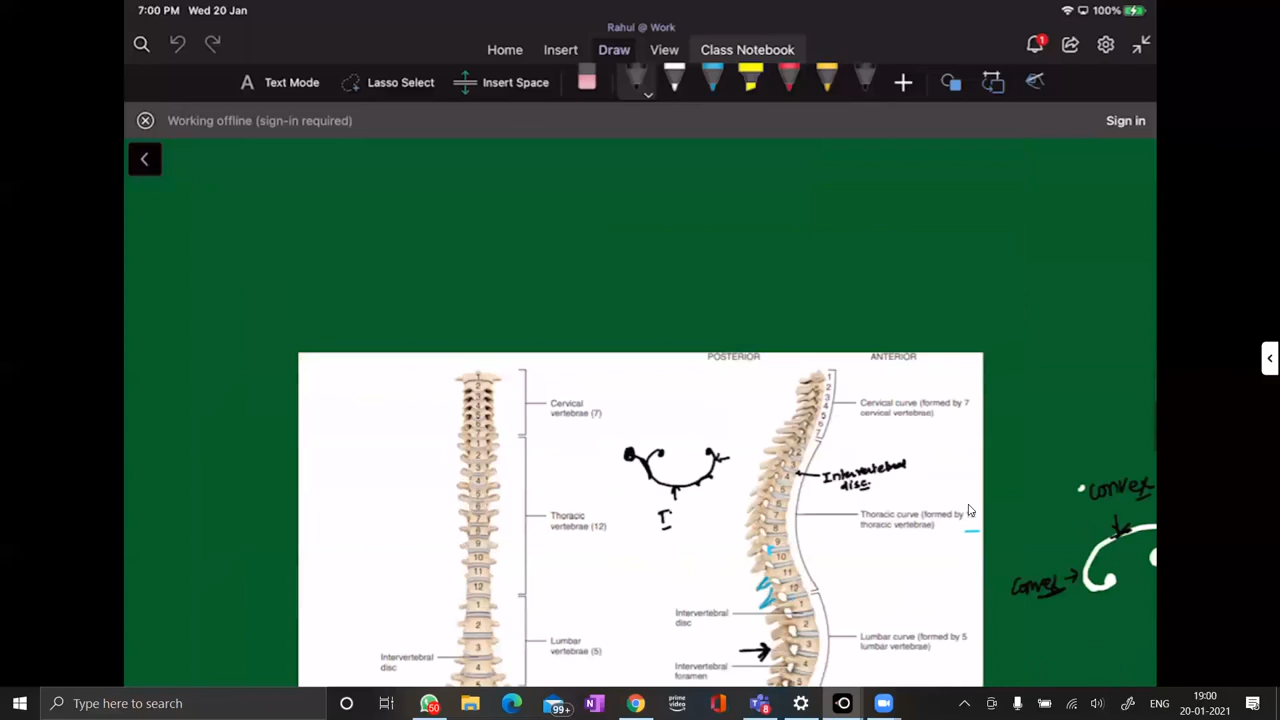 7:00 PM Wed 20 Jan
100%
Rahul @ Work
Home Insert Draw View Class Notebook
1
Text Mode Lasso Select Insert Space
Working offline (sign-in required) Sign in
POSTERIOR ANTERIOR
Cervical
vertebrae (7)
Cervical curve (formed by 7
cervical vertebrae)
Intervertebral
disc
Thoracic
vertebrae (12)
Thoracic curve (formed by
thoracic vertebrae)
convex
convex
Intervertebral
disc
Lumbar
vertebrae (5)
Lumbar curve (formed by 5
lumbar vertebrae)
Intervertebral
disc
Intervertebral
foramen
Type here to search
50
99+
8
19:00
20-01-2021